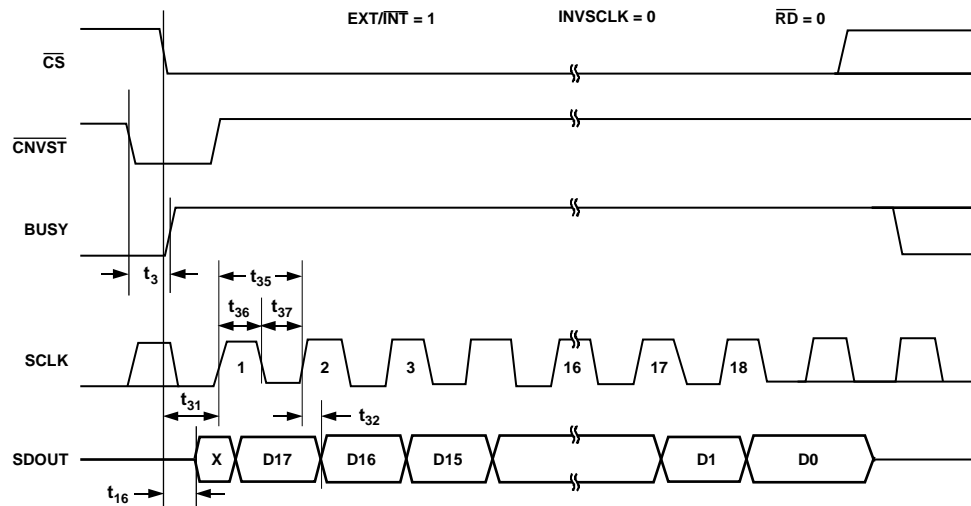 EXT/INT = 1 INVSCLK = 0 RD = 0
CS
CNVST
BUSY
t3
t35
t36 t37
SCLK
1 2 3 16 17 18
t31
t32
SDOUT
X D17 D16 D15 D1 D0
t16